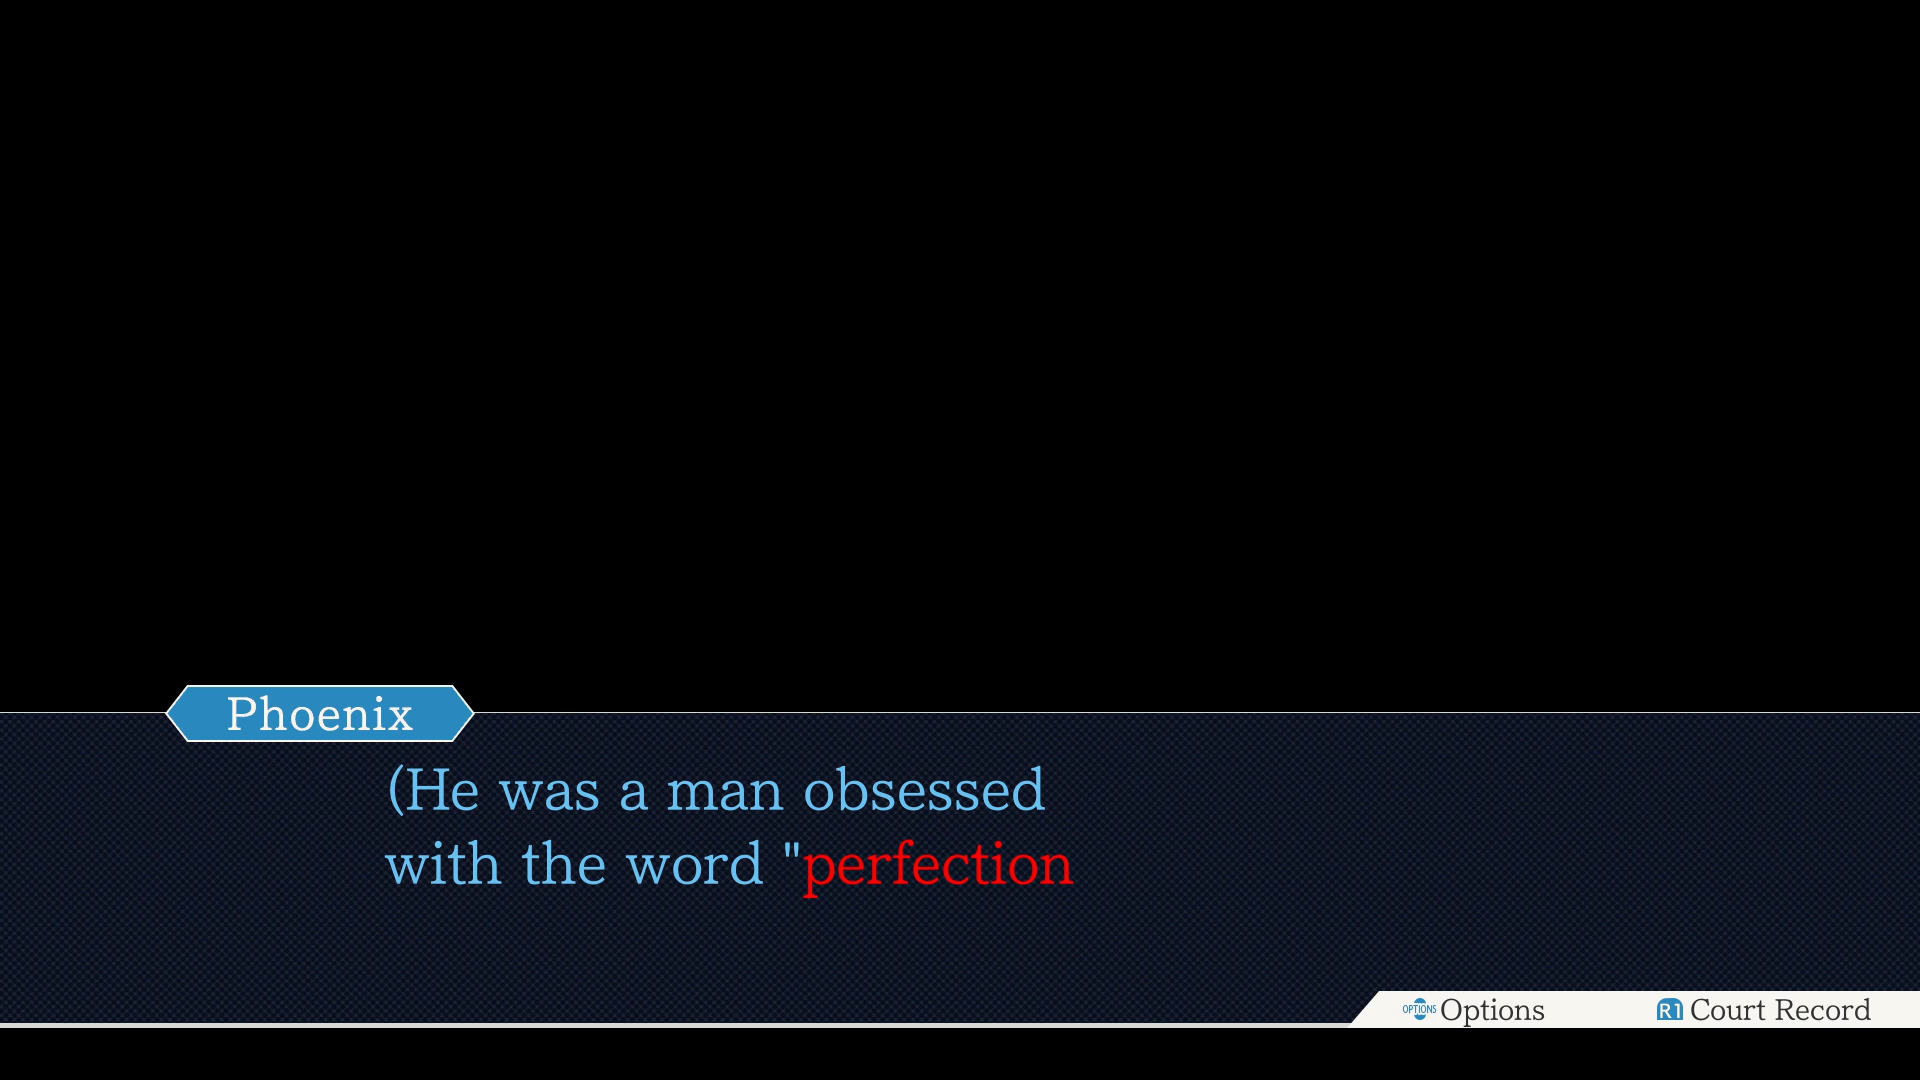 Phoenix
(He was a man obsessed
with the word "perfection
OPTIONS Options
R1 Court Record